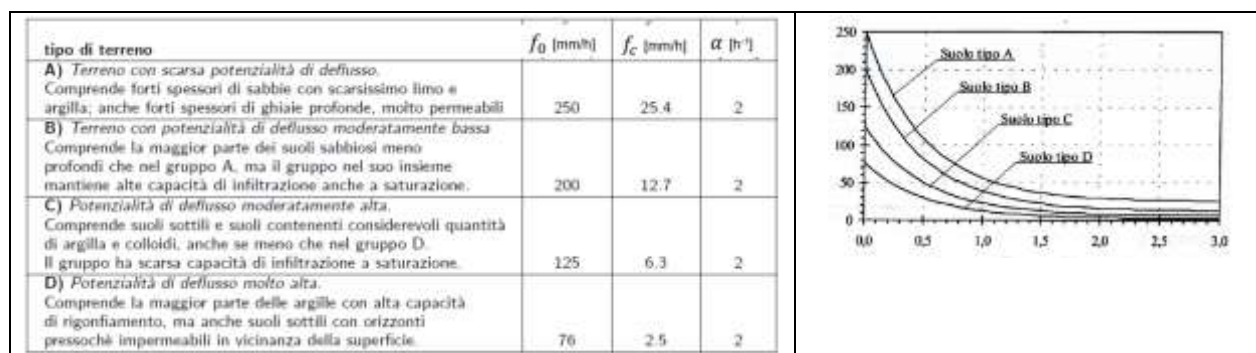 tipo di terreno f₀ [mm/h] f_c [mm/h] α [h⁻¹]
A) Terreno con scarsa potenzialità di deflusso.
Comprende forti spessori di sabbie con scarsissimo limo e
argilla; anche forti spessori di ghiaie profonde, molto permeabili 250 25.4 2
B) Terreno con potenzialità di deflusso moderatamente bassa
Comprende la maggior parte dei suoli sabbiosi meno
profondi che nel gruppo A, ma il gruppo nel suo insieme
mantiene alte capacità di infiltrazione anche a saturazione. 200 12.7 2
C) Potenzialità di deflusso moderatamente alta.
Comprende suoli sottili e suoli contenenti considerevoli quantità
di argilla e colloidi, anche se meno che nel gruppo D.
Il gruppo ha scarsa capacità di infiltrazione a saturazione. 125 6.3 2
D) Potenzialità di deflusso molto alta.
Comprende la maggior parte delle argille con alta capacità
di rigonfiamento, ma anche suoli sottili con orizzonti
pressochè impermeabili in vicinanza della superficie. 76 2.5 2
250
200
150
100
50
0
Suolo tipo A
Suolo tipo B
Suolo tipo C
Suolo tipo D
0,0 0,5 1,0 1,5 2,0 2,5 3,0